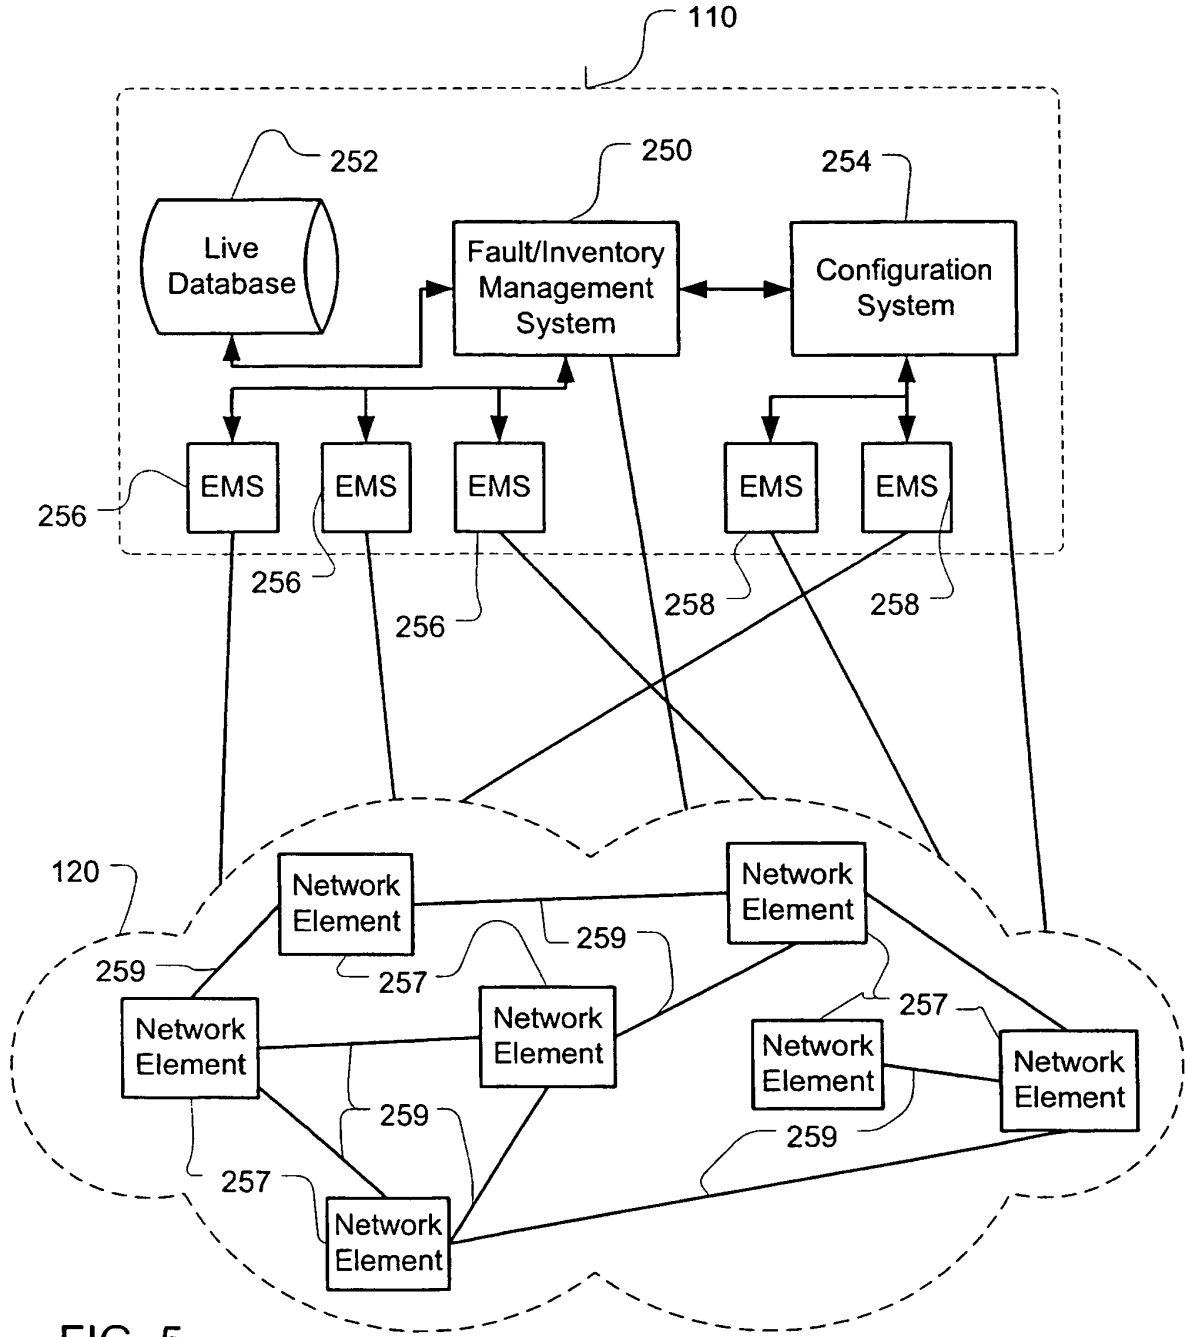 110
252
250
254
Live
Database
Fault/Inventory
Management
System
Configuration
System
EMS
EMS
EMS
EMS
EMS
256
256
256
258
258
120
Network
Element
Network
Element
259
259
257
Network
Element
Network
Element
257
Network
Element
Network
Element
259
259
257
Network
Element
FIG. 5